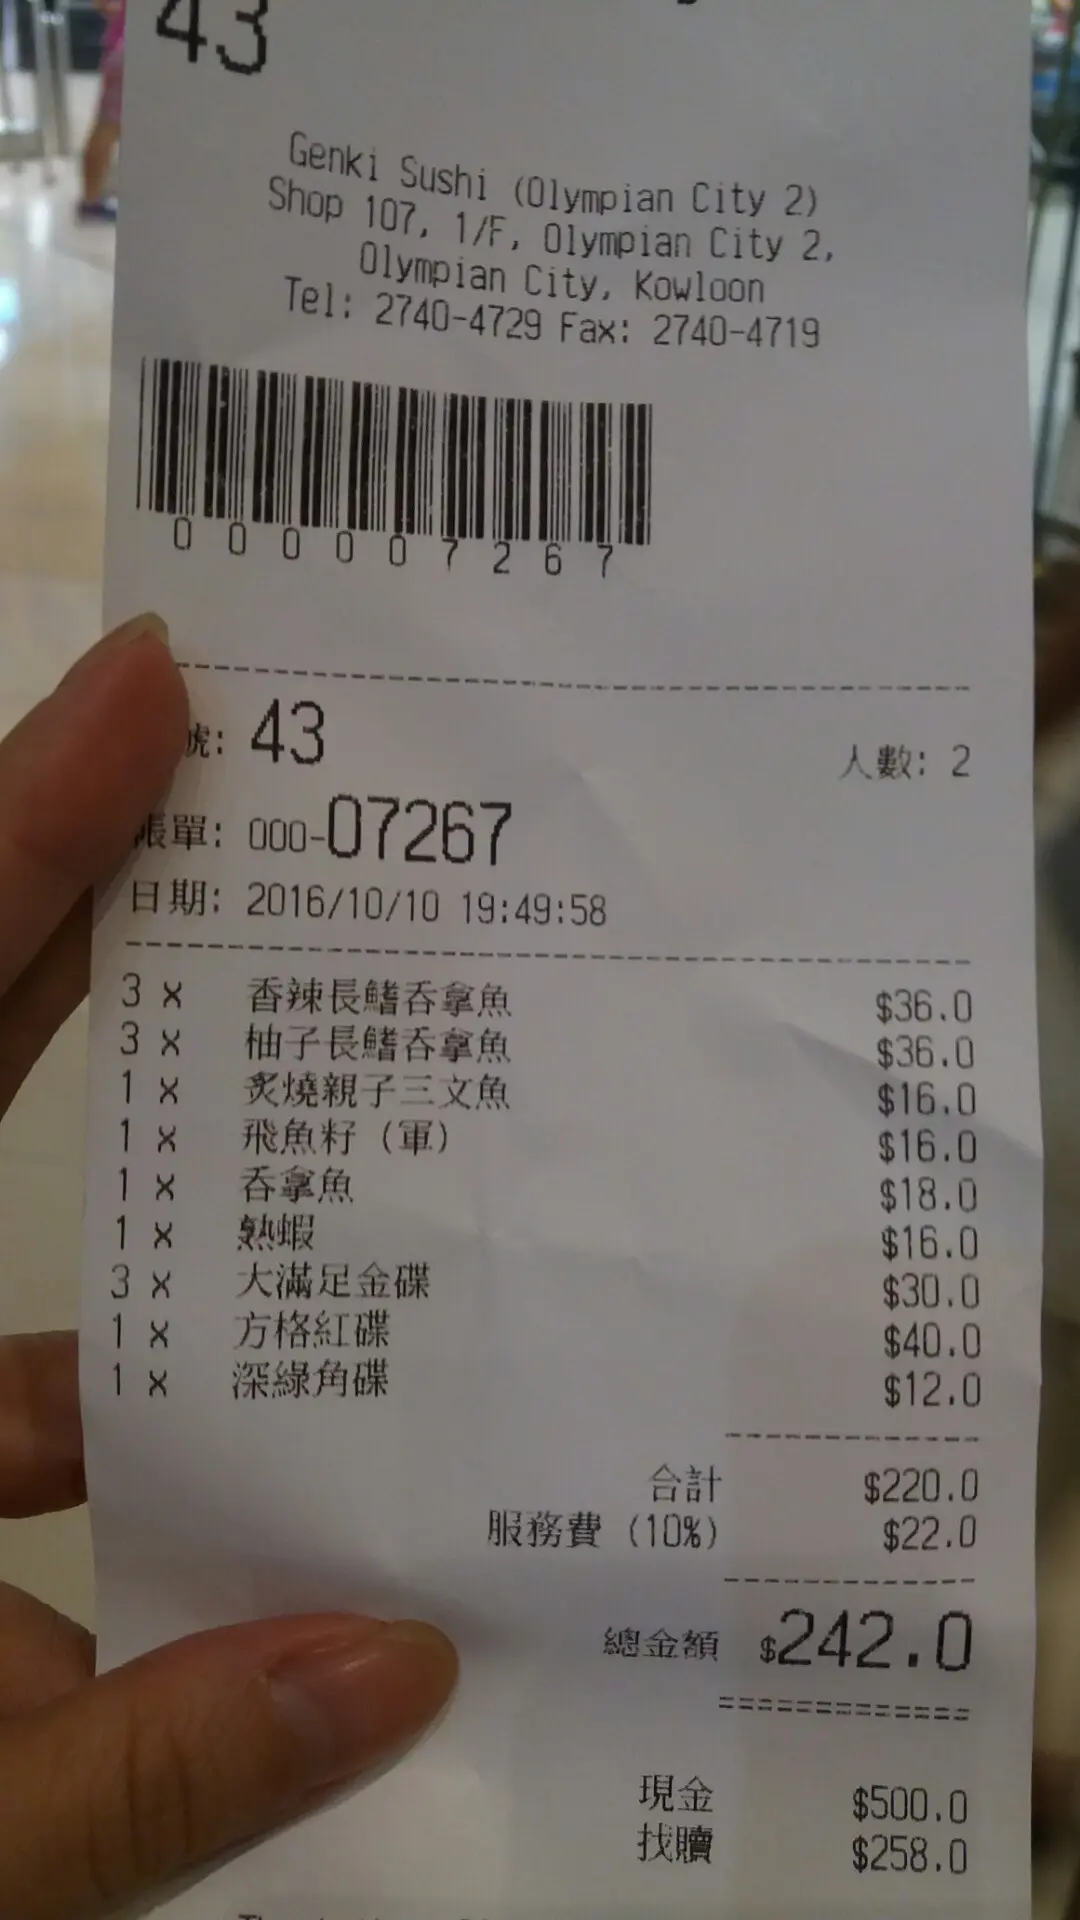 43
Genki Sushi (Olympian City 2)
Shop 107, 1/F, Olympian City 2,
Olympian City, Kowloon
Tel: 2740-4729 Fax: 2740-4719
000007267
號: 43 人數: 2
帳單: 000-07267
日期: 2016/10/10 19:49:58
3 x 香辣長鰭吞拿魚 $36.0
3 x 柚子長鰭吞拿魚 $36.0
1 x 炙燒親子三文魚 $16.0
1 x 飛魚籽 (軍) $16.0
1 x 吞拿魚 $18.0
1 x 熟蝦 $16.0
3 x 大滿足金碟 $30.0
1 x 方格紅碟 $40.0
1 x 深綠角碟 $12.0
合計 $220.0
服務費 (10%) $22.0
總金額 $242.0
現金 $500.0
找贖 $258.0